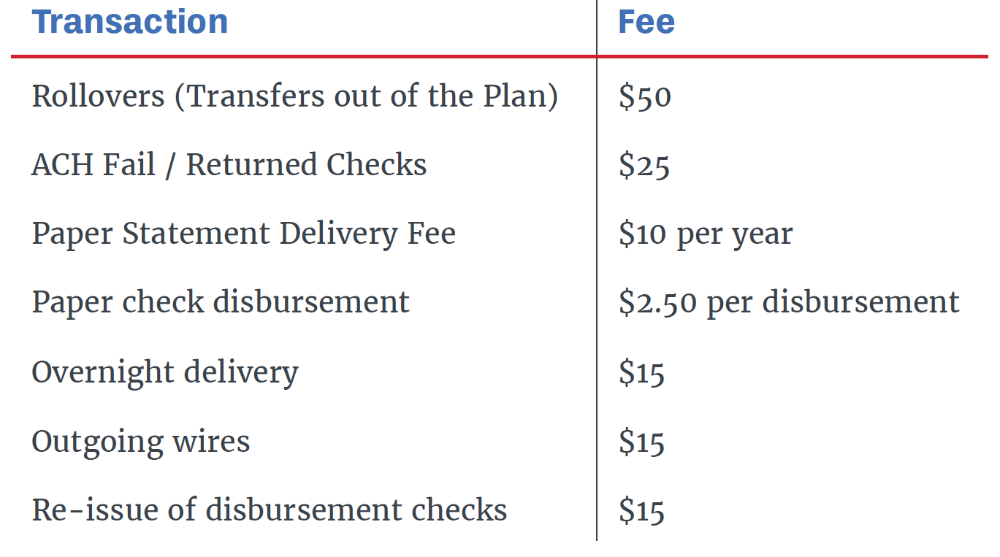 Transaction Fee
Rollovers (Transfers out of the Plan) $50
ACH Fail / Returned Checks $25
Paper Statement Delivery Fee $10 per year
Paper check disbursement $2.50 per disbursement
Overnight delivery $15
Outgoing wires $15
Re-issue of disbursement checks $15